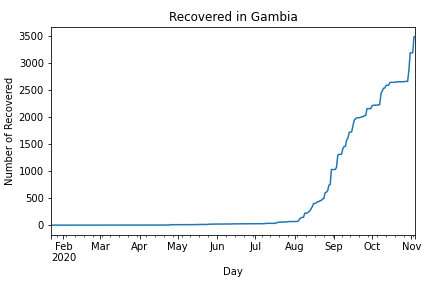 Recovered in Gambia
Number of Recovered
3500
3000
2500
2000
1500
1000
500
0
Feb Mar Apr May Jun Jul Aug Sep Oct Nov
2020
Day